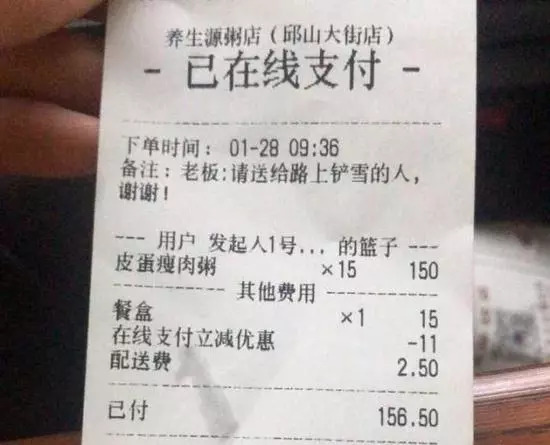 养生源粥店（邱山大街店）
- 已在线支付 -
下单时间： 01-28 09:36
备注：老板:请送给路上铲雪的人，
谢谢！
--- 用户 发起人1号... 的篮子 ---
皮蛋瘦肉粥 ×15 150
其他费用
餐盒 ×1 15
在线支付立减优惠 -11
配送费 2.50
已付 156.50